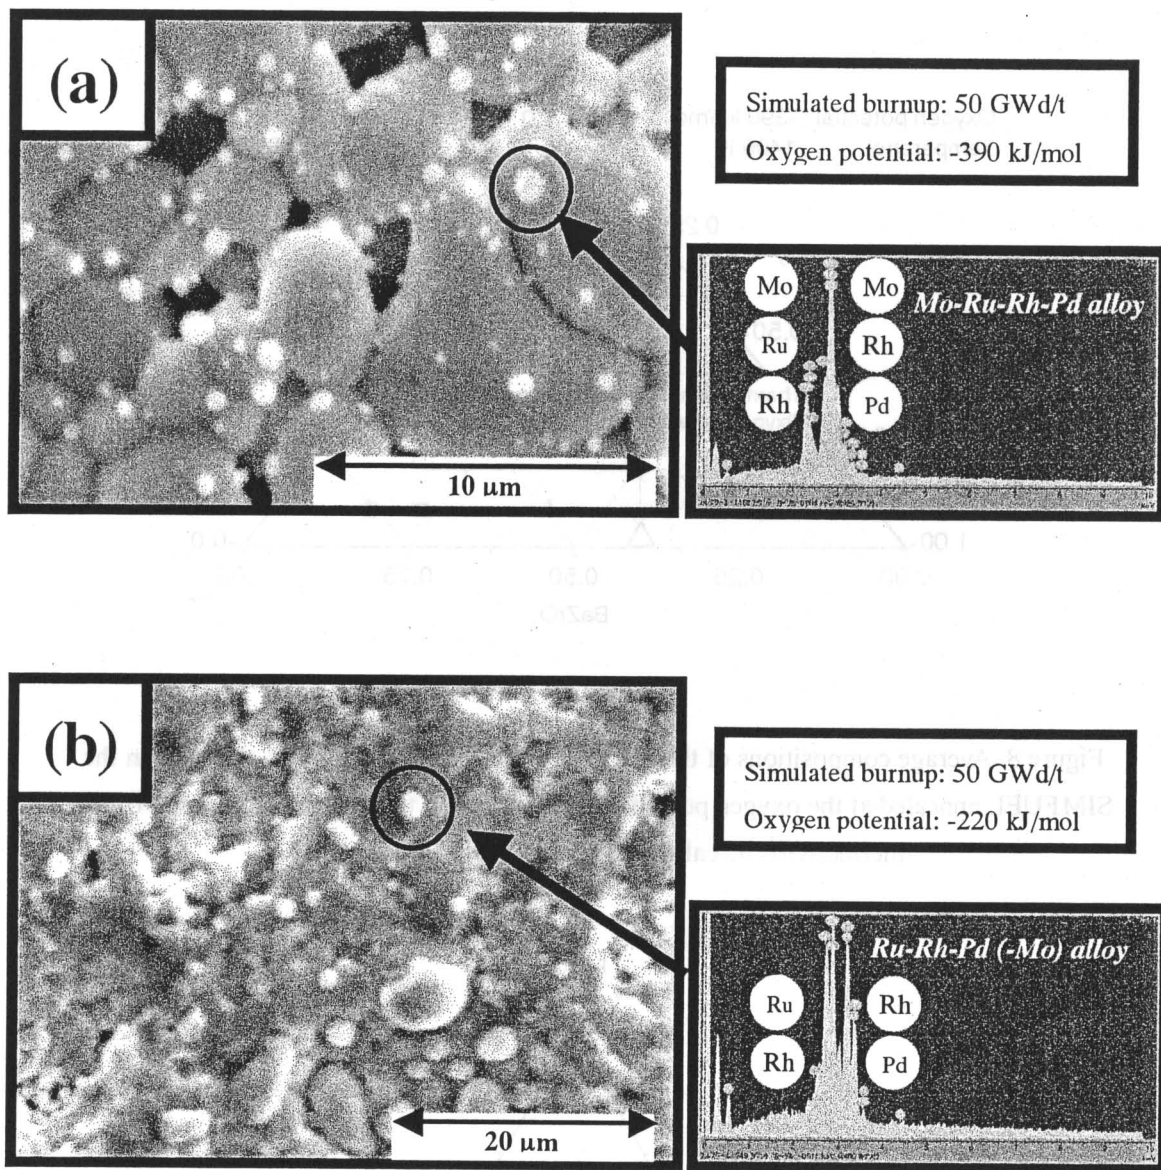 (a)
Simulated burnup: 50 GWd/t
Oxygen potential: -390 kJ/mol
Mo Mo Mo-Ru-Rh-Pd alloy
Ru Rh
Rh Pd
10 μm
(b)
Simulated burnup: 50 GWd/t
Oxygen potential: -220 kJ/mol
Ru-Rh-Pd (-Mo) alloy
Ru Rh
Rh Pd
20 μm